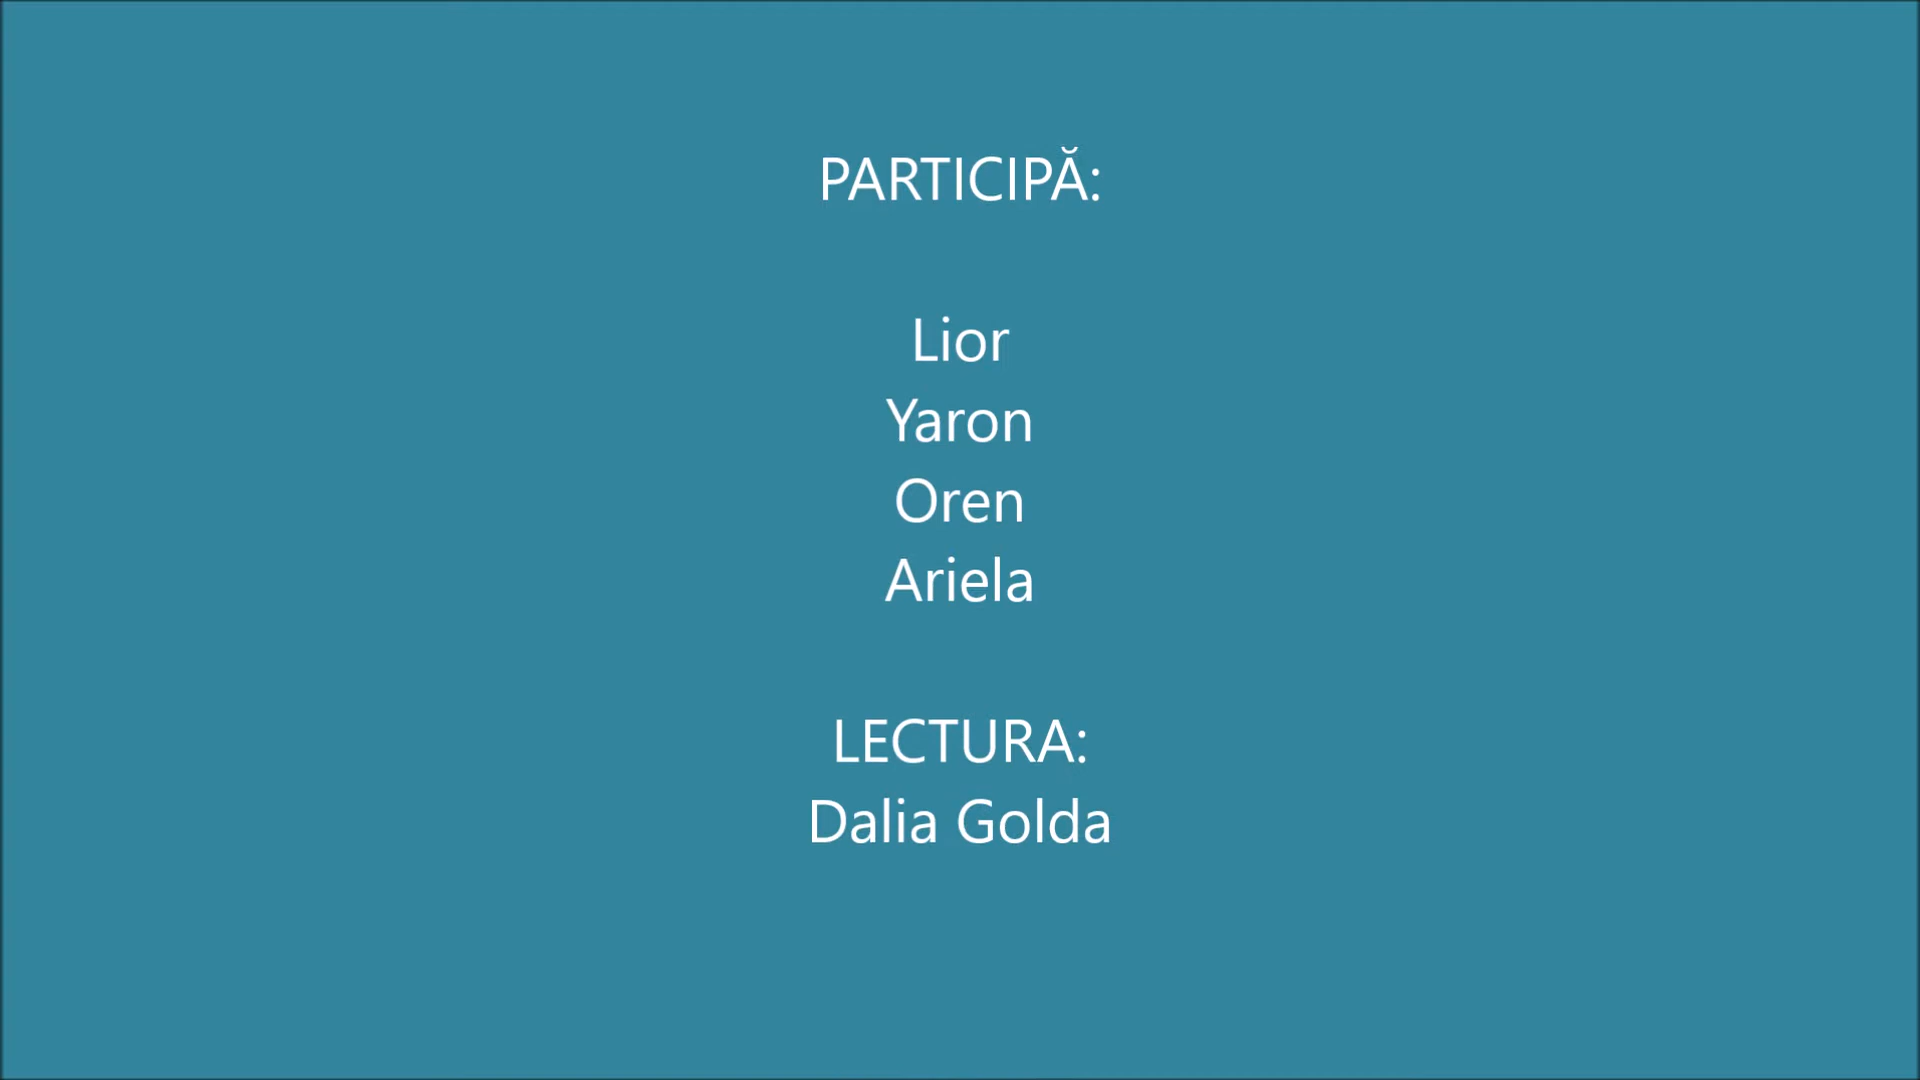 PARTICIPĂ:
Lior
Yaron
Oren
Ariela
LECTURA:
Dalia Golda